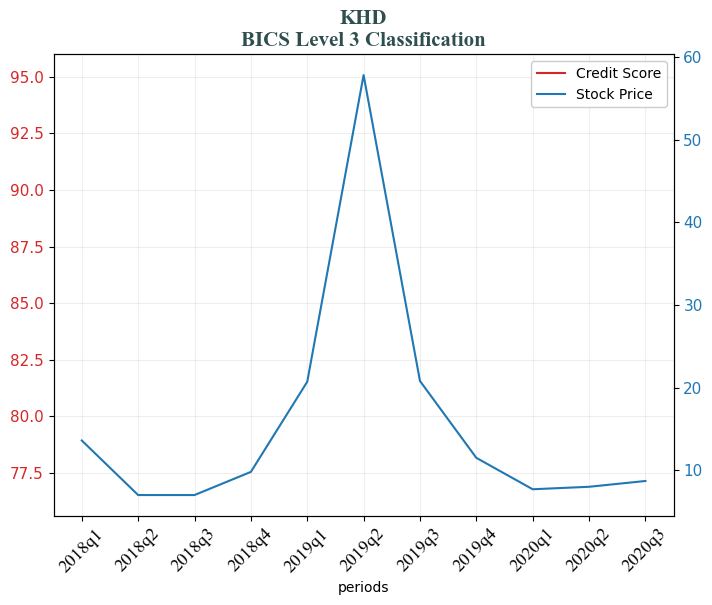 KHD
BICS Level 3 Classification
Credit Score
Stock Price
95.0
92.5
90.0
87.5
85.0
82.5
80.0
77.5
60
50
40
30
20
10
2018q1
2018q2
2018q3
2018q4
2019q1
2019q2
2019q3
2019q4
2020q1
2020q2
2020q3
periods